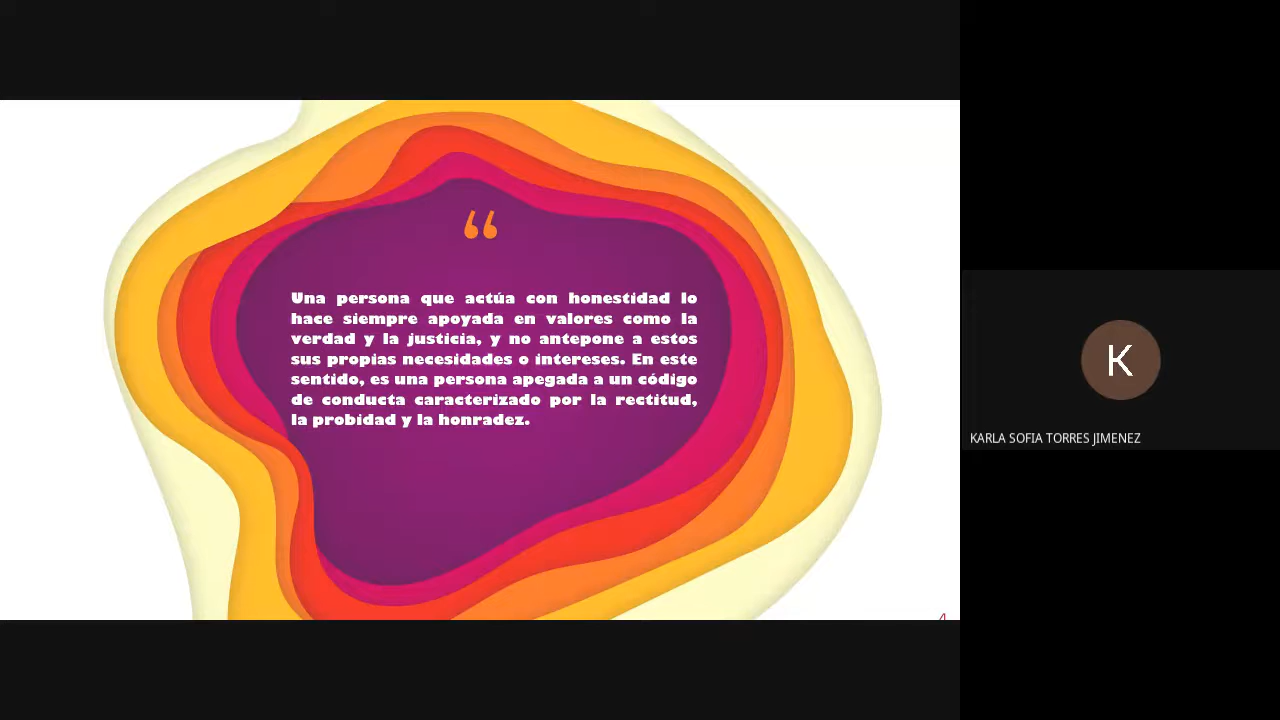 “
Una persona que actúa con honestidad lo
hace siempre apoyada en valores como la
verdad y la justicia, y no antepone a estos
sus propias necesidades o intereses. En este
sentido, es una persona apegada a un código
de conducta caracterizado por la rectitud,
la probidad y la honradez.
K
KARLA SOFIA TORRES JIMENEZ